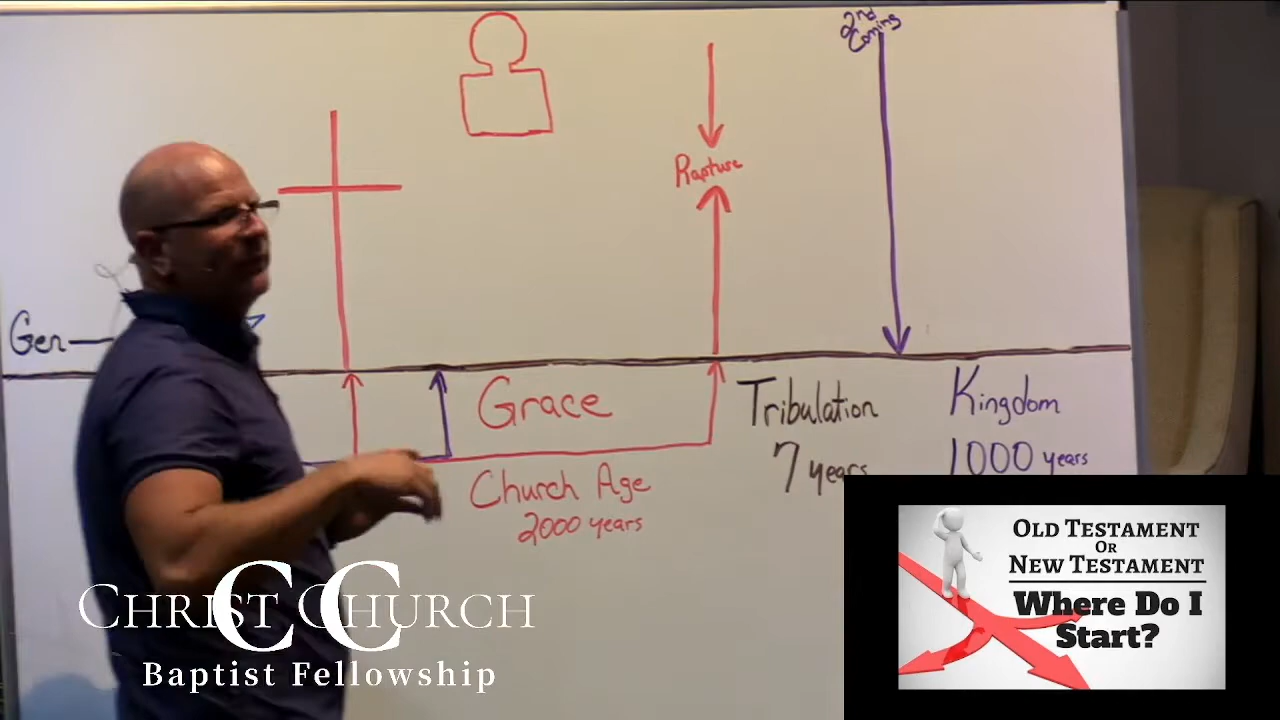 2nd
Coming
Rapture
Gen
Grace
Tribulation
Kingdom
7 years
1000 years
Church Age
2000 years
OLD TESTAMENT
OR
NEW TESTAMENT
Where Do I
Start?
CC
CHRIST CHURCH
Baptist Fellowship